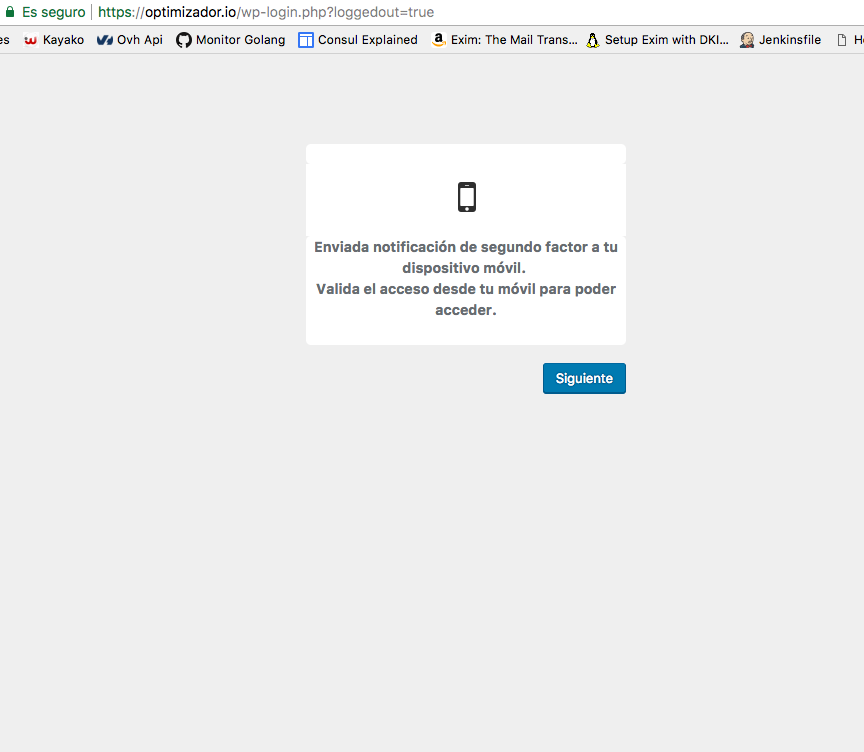 Es seguro https://optimizador.io/wp-login.php?loggedout=true
es Kayako Ovh Api Monitor Golang Consul Explained Exim: The Mail Trans... Setup Exim with DKI... Jenkinsfile
Enviada notificación de segundo factor a tu
dispositivo móvil.
Valida el acceso desde tu móvil para poder
acceder.
Siguiente